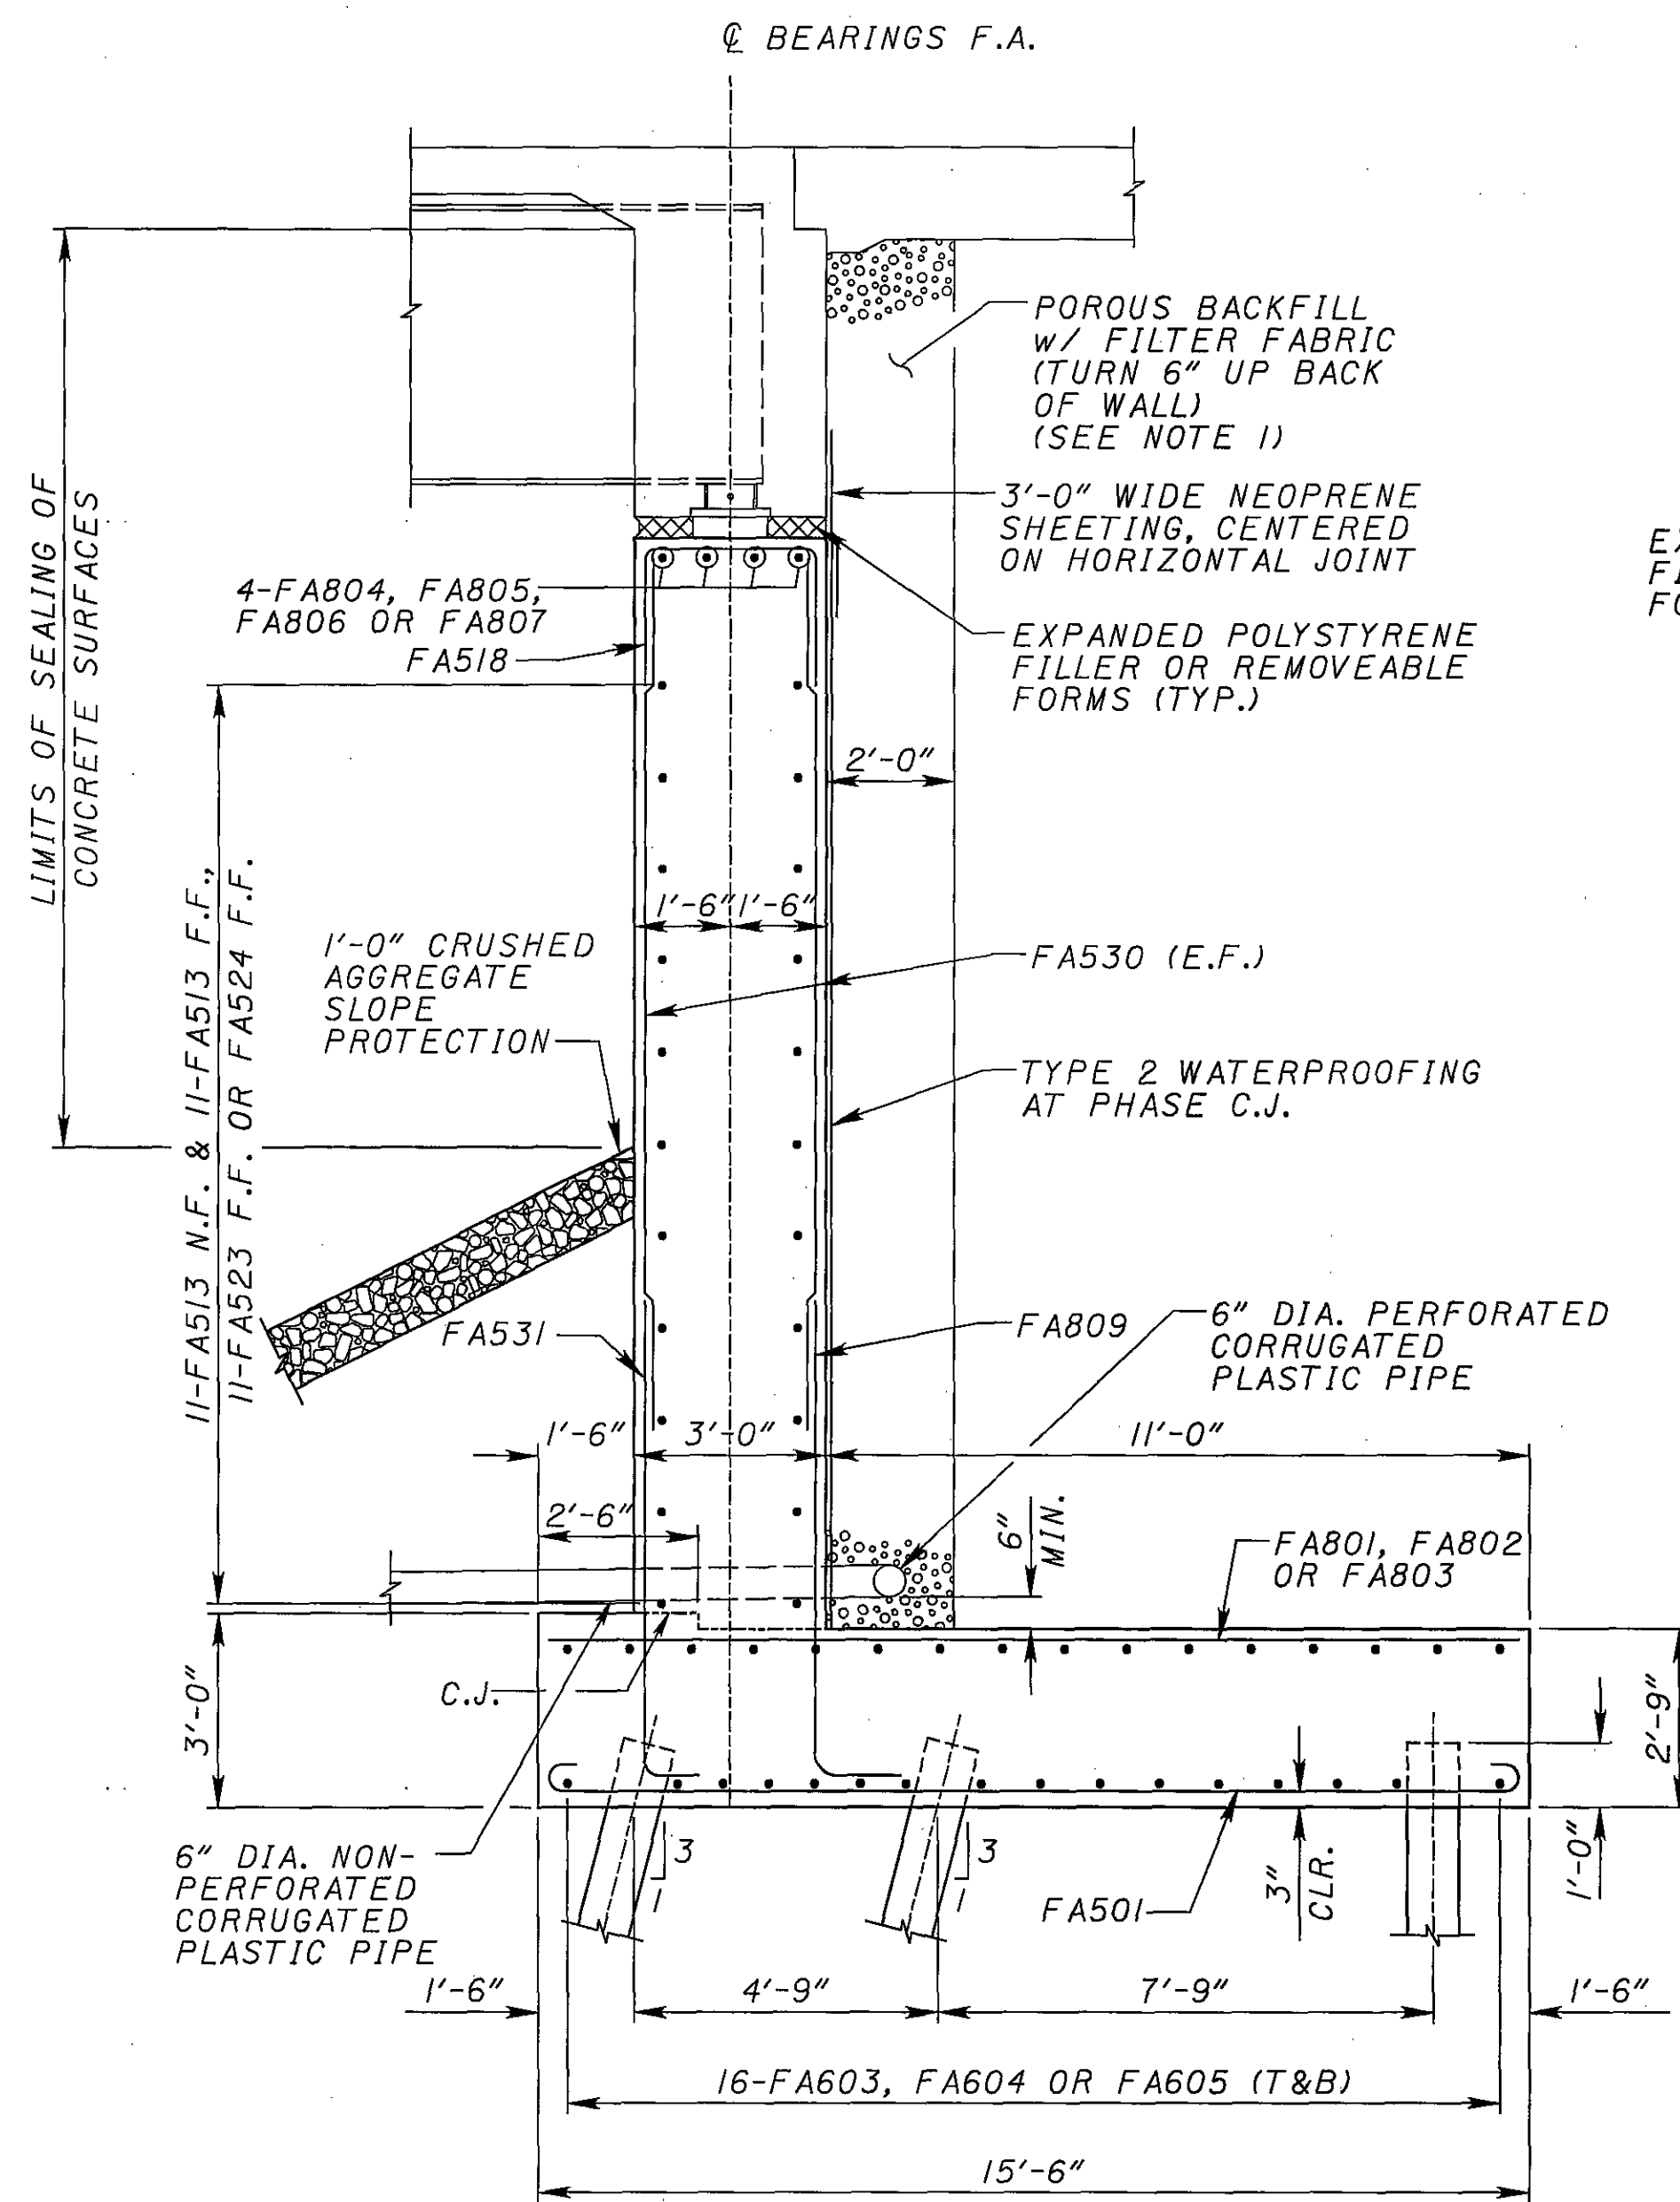 ℄ BEARINGS F.A.
POROUS BACKFILL
w/ FILTER FABRIC
(TURN 6" UP BACK
OF WALL)
(SEE NOTE 1)
3'-0" WIDE NEOPRENE
SHEETING, CENTERED
ON HORIZONTAL JOINT
4-FA804, FA805,
FA806 OR FA807
FA518
EXPANDED POLYSTYRENE
FILLER OR REMOVEABLE
FORMS (TYP.)
LIMITS OF SEALING OF
CONCRETE SURFACES
2'-0"
11-FA513 N.F. & 11-FA513 F.F.,
11-FA523 F.F. OR FA524 F.F.
1'-6" 1'-6"
1'-0" CRUSHED
AGGREGATE
SLOPE
PROTECTION
FA530 (E.F.)
TYPE 2 WATERPROOFING
AT PHASE C.J.
FA531
FA809
6" DIA. PERFORATED
CORRUGATED
PLASTIC PIPE
1'-6" 3'-0" 11'-0"
2'-6"
6"
MIN.
FA801, FA802
OR FA803
3'-0"
C.J.
2'-9"
1'-0"
6" DIA. NON-
PERFORATED
CORRUGATED
PLASTIC PIPE
3
3
3"
CLR.
FA501
1'-6" 4'-9" 7'-9" 1'-6"
16-FA603, FA604 OR FA605 (T&B)
15'-6"